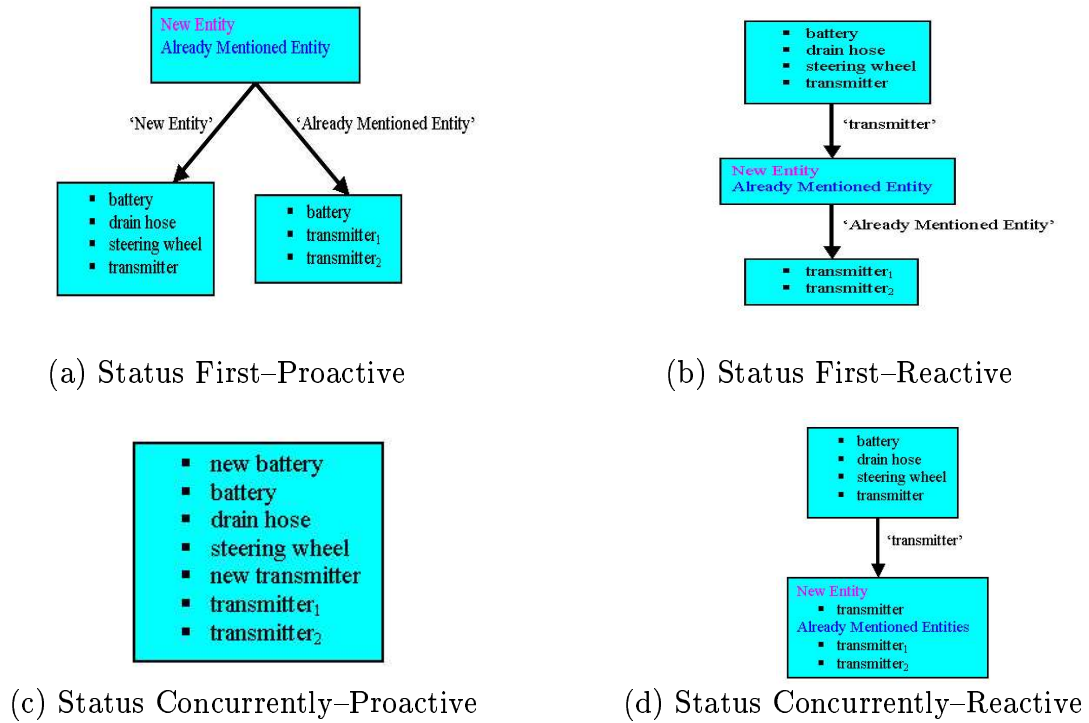 New Entity
Already Mentioned Entity
‘New Entity’
‘Already Mentioned Entity’
▪ battery
▪ drain hose
▪ steering wheel
▪ transmitter
▪ battery
▪ transmitter₁
▪ transmitter₂
(a) Status First–Proactive
▪ battery
▪ drain hose
▪ steering wheel
▪ transmitter
‘transmitter’
New Entity
Already Mentioned Entity
‘Already Mentioned Entity’
▪ transmitter₁
▪ transmitter₂
(b) Status First–Reactive
▪ new battery
▪ battery
▪ drain hose
▪ steering wheel
▪ new transmitter
▪ transmitter₁
▪ transmitter₂
(c) Status Concurrently–Proactive
▪ battery
▪ drain hose
▪ steering wheel
▪ transmitter
‘transmitter’
New Entity
▪ transmitter
Already Mentioned Entities
▪ transmitter₁
▪ transmitter₂
(d) Status Concurrently–Reactive